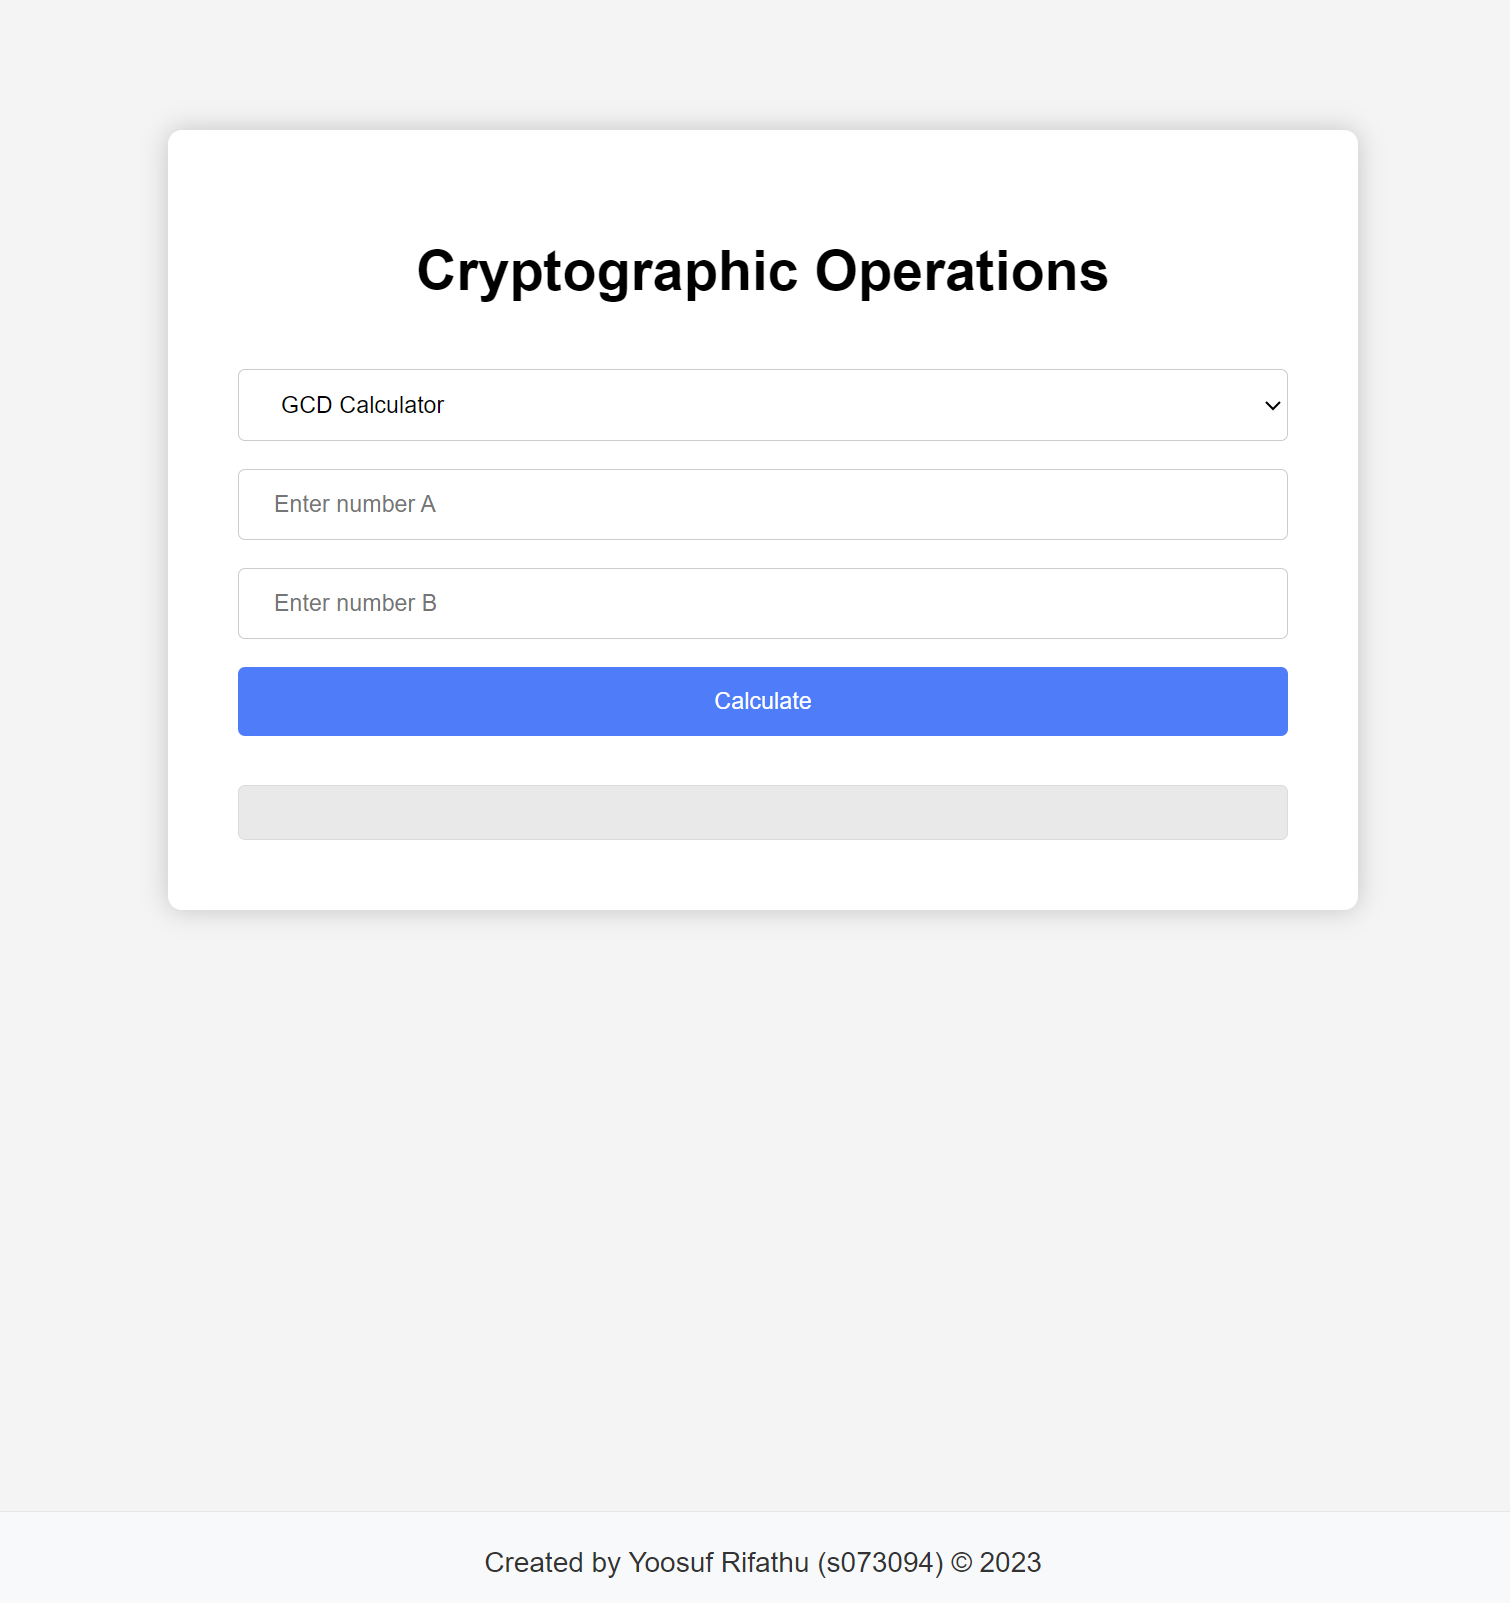 Cryptographic Operations
GCD Calculator
Enter number A
Enter number B
Calculate
Created by Yoosuf Rifathu (s073094) © 2023